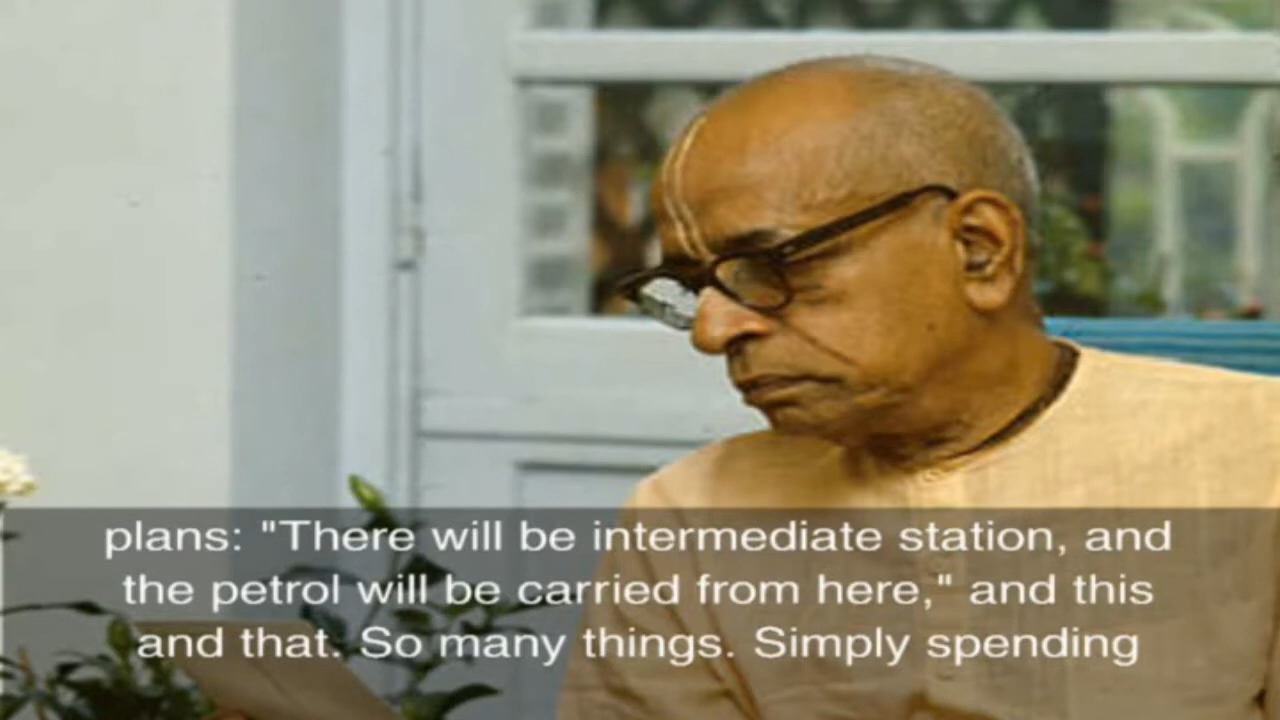 plans: "There will be intermediate station, and
the petrol will be carried from here," and this
and that. So many things. Simply spending